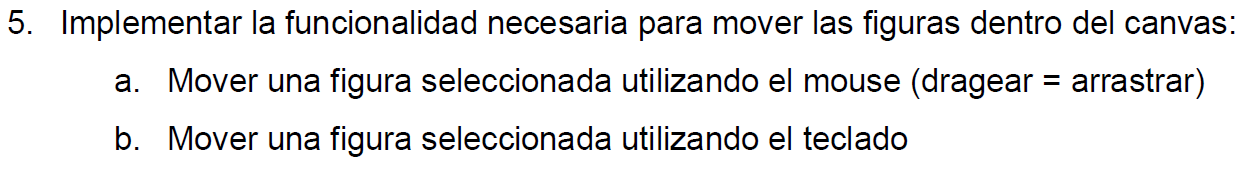 5. Implementar la funcionalidad necesaria para mover las figuras dentro del canvas:
a. Mover una figura seleccionada utilizando el mouse (dragear = arrastrar)
b. Mover una figura seleccionada utilizando el teclado